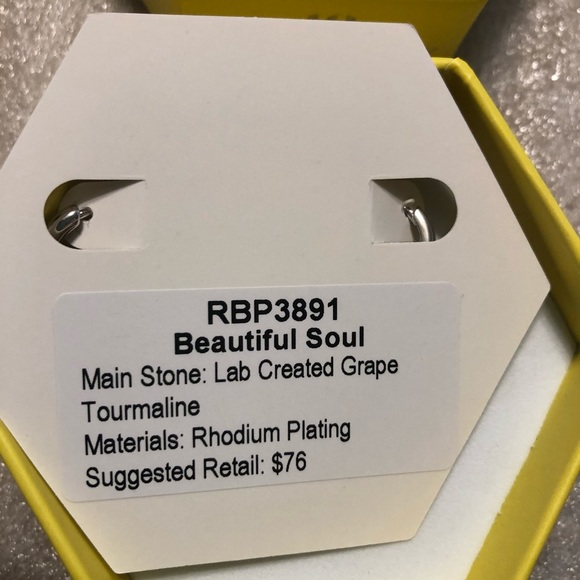 RBP3891
Beautiful Soul
Main Stone: Lab Created Grape
Tourmaline
Materials: Rhodium Plating
Suggested Retail: $76